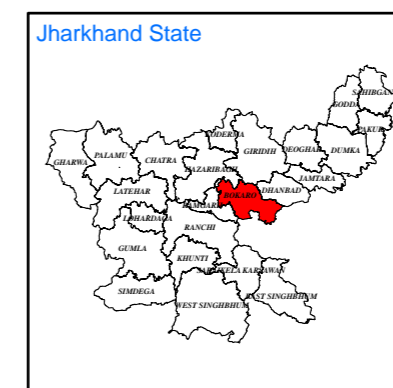 Jharkhand State
SAHIBGANJ
GODDA
PAKUR
KODERMA
GIRIDIH
DEOGHAR
DUMKA
GHARWA
PALAMU
CHATRA
HAZARIBAGH
JAMTARA
LATEHAR
BOKARO
DHANBAD
RAMGARH
LOHARDAGA
RANCHI
GUMLA
KHUNTI
SARAIKELA KARSAWAN
SIMDEGA
WEST SINGHBHUM
EAST SINGHBHUM